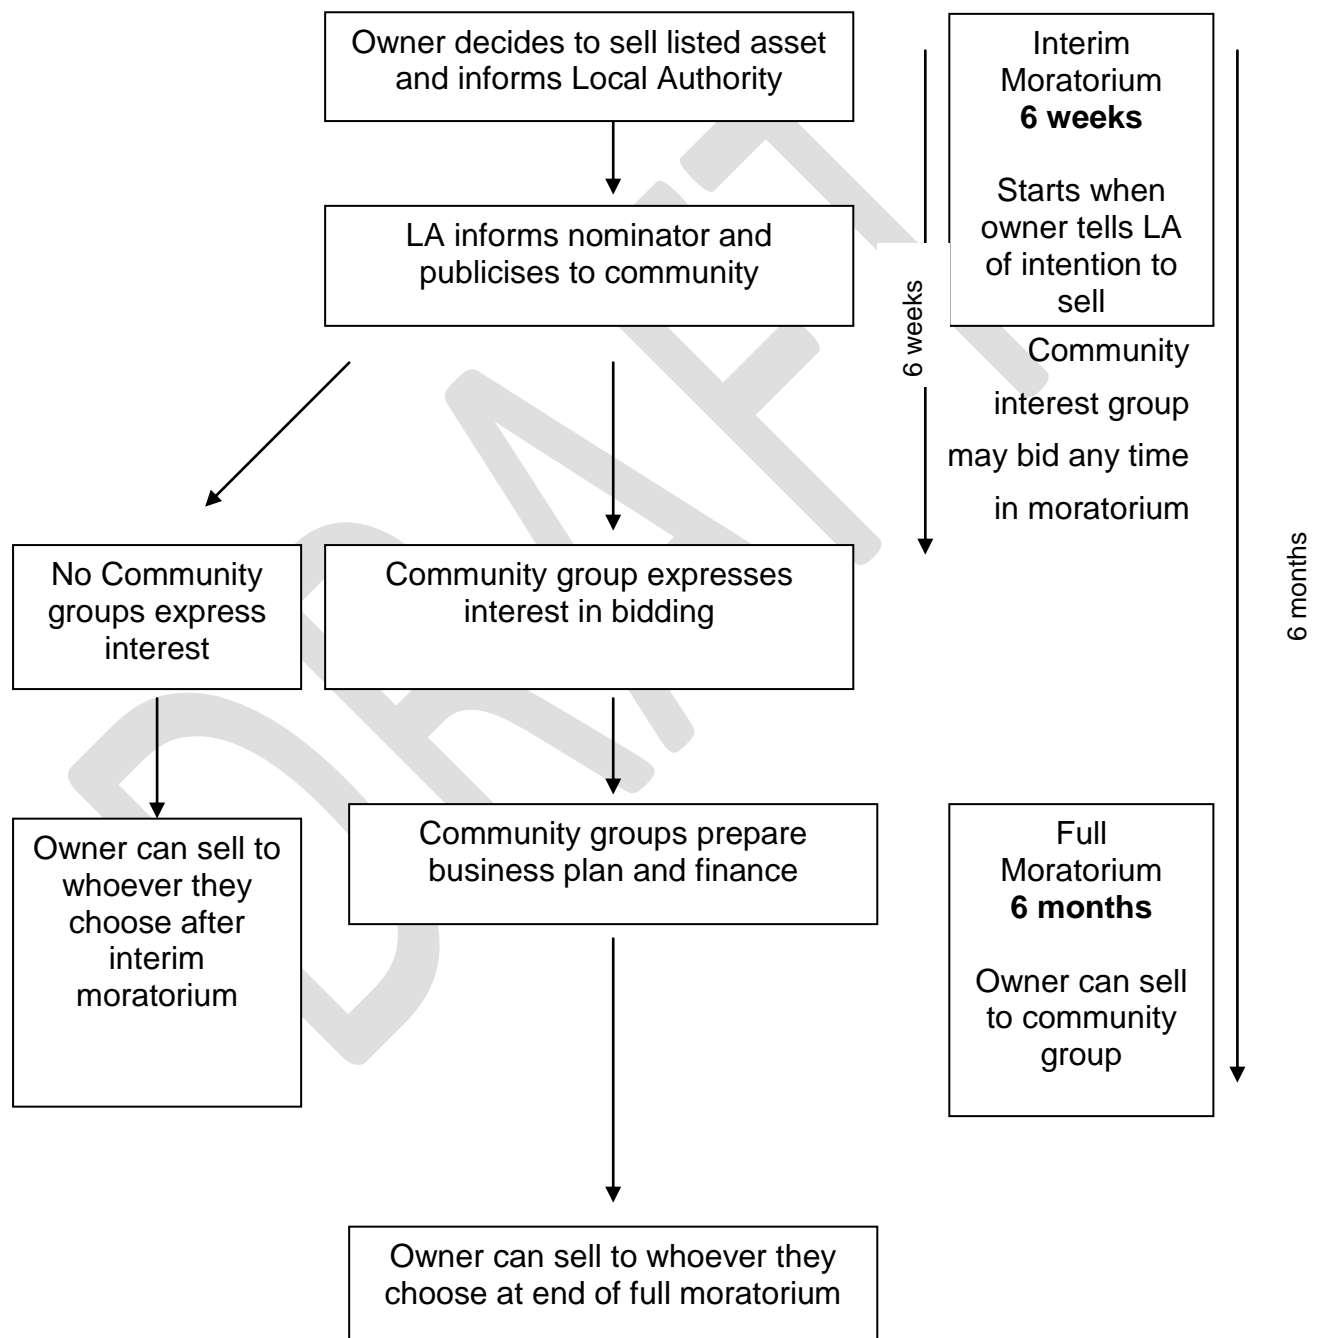 Owner decides to sell listed asset
and informs Local Authority
Interim
Moratorium
6 weeks
Starts when
owner tells LA
of intention to
sell
LA informs nominator and
publicises to community
6 weeks
Community
interest group
may bid any time
in moratorium
No Community
groups express
interest
Community group expresses
interest in bidding
6 months
Owner can sell to
whoever they
choose after
interim
moratorium
Community groups prepare
business plan and finance
Full
Moratorium
6 months
Owner can sell
to community
group
Owner can sell to whoever they
choose at end of full moratorium
DRAFT